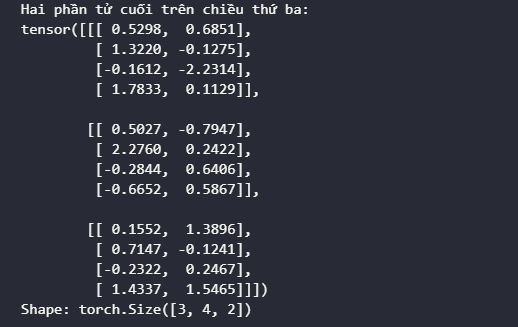 Hai phần tử cuối trên chiều thứ ba:
tensor([[[ 0.5298,  0.6851],
         [ 1.3220, -0.1275],
         [-0.1612, -2.2314],
         [ 1.7833,  0.1129]],

        [[ 0.5027, -0.7947],
         [ 2.2760,  0.2422],
         [-0.2844,  0.6406],
         [-0.6652,  0.5867]],

        [[ 0.1552,  1.3896],
         [ 0.7147, -0.1241],
         [-0.2322,  0.2467],
         [ 1.4337,  1.5465]]])
Shape: torch.Size([3, 4, 2])